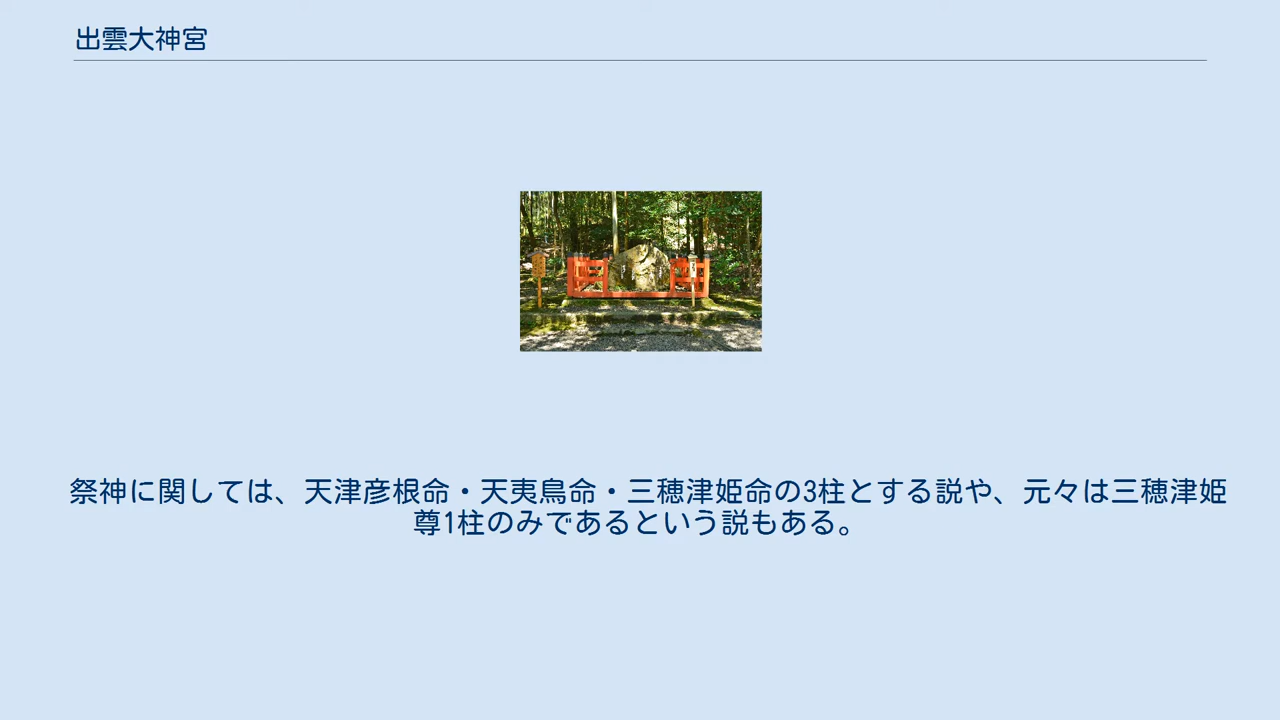 出雲大神宮
祭神に関しては、天津彦根命・天夷鳥命・三穂津姫命の3柱とする説や、元々は三穂津姫
尊1柱のみであるという説もある。